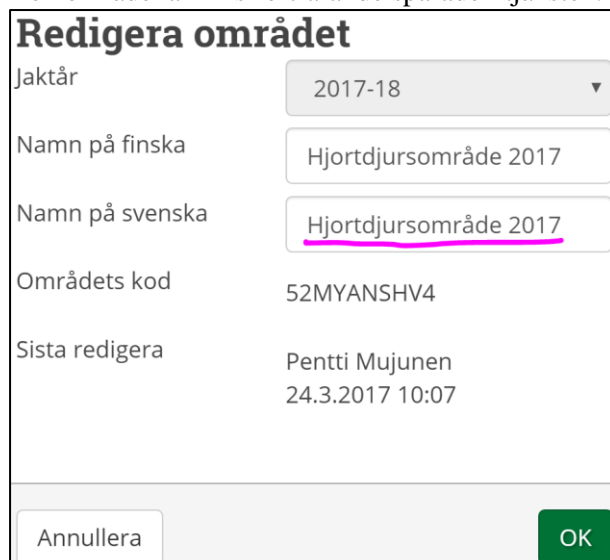 Redigera området
Jaktår 2017-18
Namn på finska Hjortdjursområde 2017
Namn på svenska Hjortdjursområde 2017
Områdets kod 52MYANSHV4
Sista redigera Pentti Mujunen
24.3.2017 10:07
Annullera OK